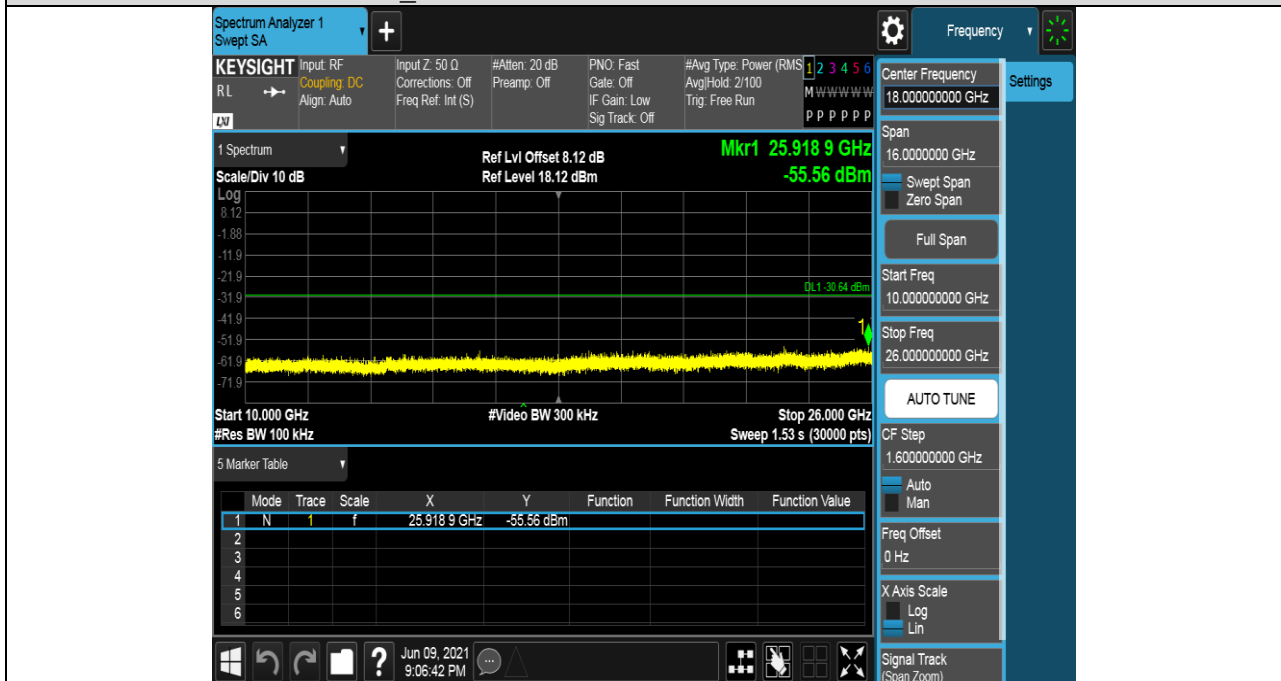 Spectrum Analyzer 1
Swept SA
+
Frequency
KEYSIGHT
RL
LXI
Input: RF
Coupling: DC
Align: Auto
Input Z: 50 Ω
Corrections: Off
Freq Ref: Int (S)
#Atten: 20 dB
Preamp: Off
PNO: Fast
Gate: Off
IF Gain: Low
Sig Track: Off
#Avg Type: Power (RMS
Avg|Hold: 2/100
Trig: Free Run
1 2 3 4 5 6
M W W W W W
P P P P P P
1 Spectrum
Scale/Div 10 dB
Ref Lvl Offset 8.12 dB
Ref Level 18.12 dBm
Mkr1 25.918 9 GHz
-55.56 dBm
Log
8.12
-1.88
-11.9
-21.9
-31.9
-41.9
-51.9
-61.9
-71.9
DL1 -30.64 dBm
1
Start 10.000 GHz
#Video BW 300 kHz
Stop 26.000 GHz
#Res BW 100 kHz
Sweep 1.53 s (30000 pts)
5 Marker Table
Mode Trace Scale X Y Function Function Width Function Value
1 N 1 f 25.918 9 GHz -55.56 dBm
2
3
4
5
6
?
Jun 09, 2021
9:06:42 PM
Center Frequency
18.000000000 GHz
Span
16.0000000 GHz
Swept Span
Zero Span
Full Span
Start Freq
10.000000000 GHz
Stop Freq
26.000000000 GHz
AUTO TUNE
CF Step
1.600000000 GHz
Auto
Man
Freq Offset
0 Hz
X Axis Scale
Log
Lin
Signal Track
(Span Zoom)
Settings